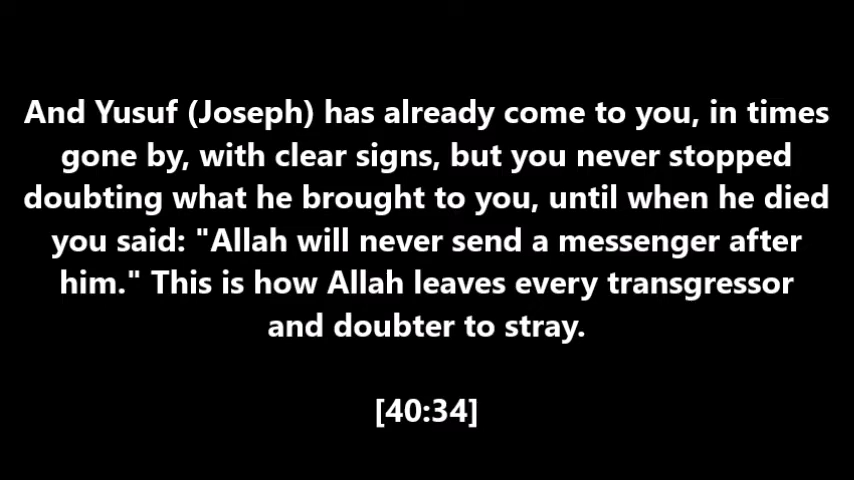 And Yusuf (Joseph) has already come to you, in times
gone by, with clear signs, but you never stopped
doubting what he brought to you, until when he died
you said: "Allah will never send a messenger after
him." This is how Allah leaves every transgressor
and doubter to stray.
[40:34]